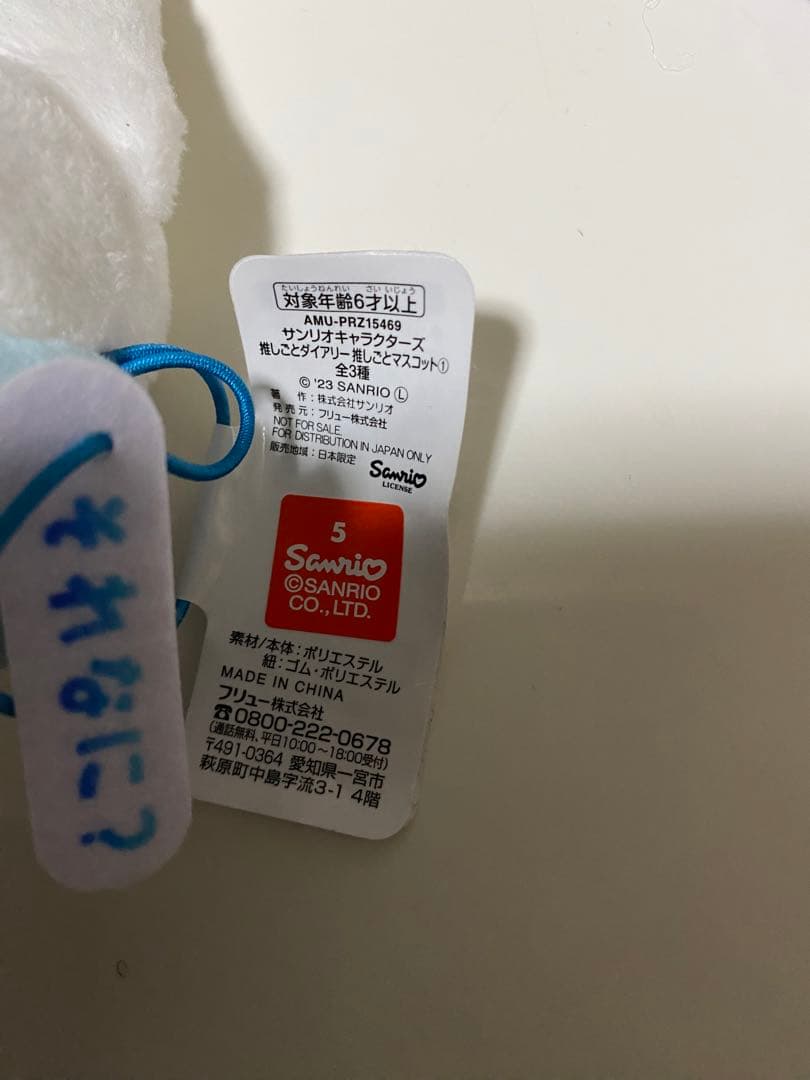 たいしょうねんれい さい いじょう
対象年齢6才以上
AMU-PRZ15469
サンリオキャラクターズ
推しごとダイアリー 推しごとマスコット①
全3種
© '23 SANRIO Ⓛ
著 作：株式会社サンリオ
発売元：フリュー株式会社
NOT FOR SALE.
FOR DISTRIBUTION IN JAPAN ONLY
販売地域：日本限定
Sanrio
LICENSE
5
Sanrio
©SANRIO
CO., LTD.
素材/本体：ポリエステル
紐：ゴム・ポリエステル
MADE IN CHINA
フリュー株式会社
☎0800-222-0678
(通話無料、平日10:00～18:00受付)
〒491-0364 愛知県一宮市
萩原町中島字流3-1 4階
それなに?